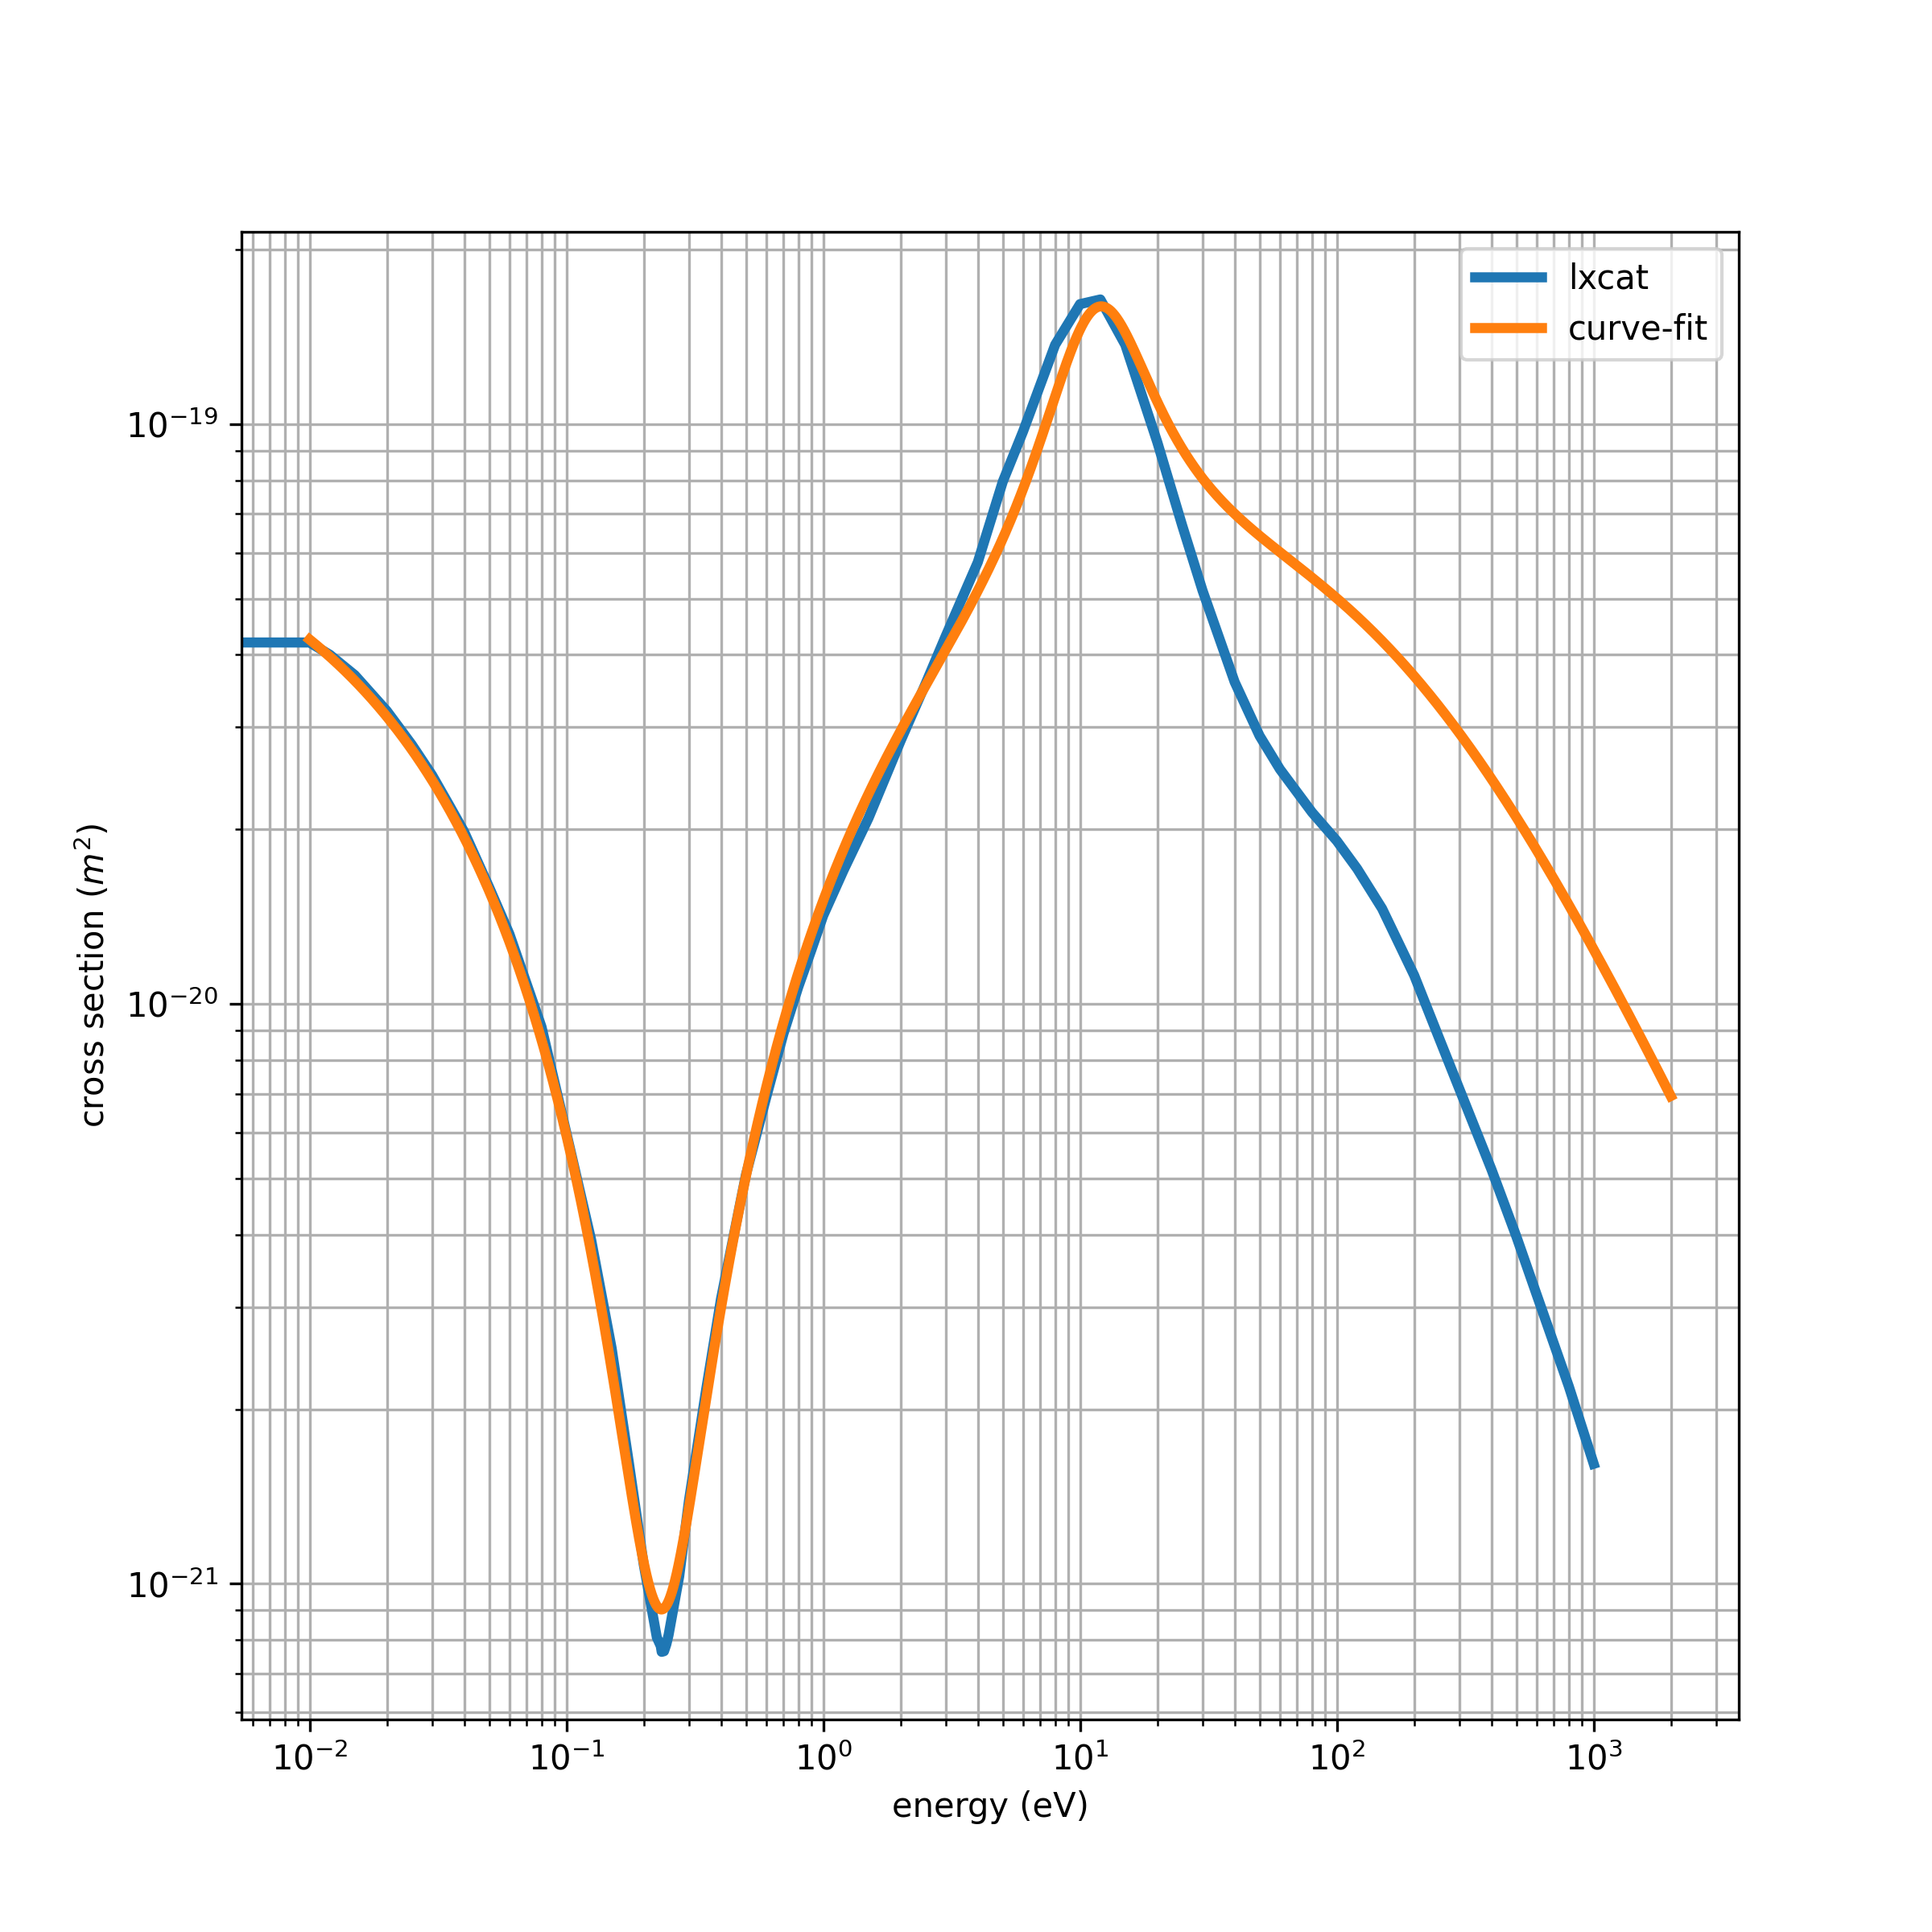 lxcat
curve-fit
10⁻¹⁹
10⁻²⁰
10⁻²¹
cross section (m²)
10⁻² 10⁻¹ 10⁰ 10¹ 10² 10³
energy (eV)